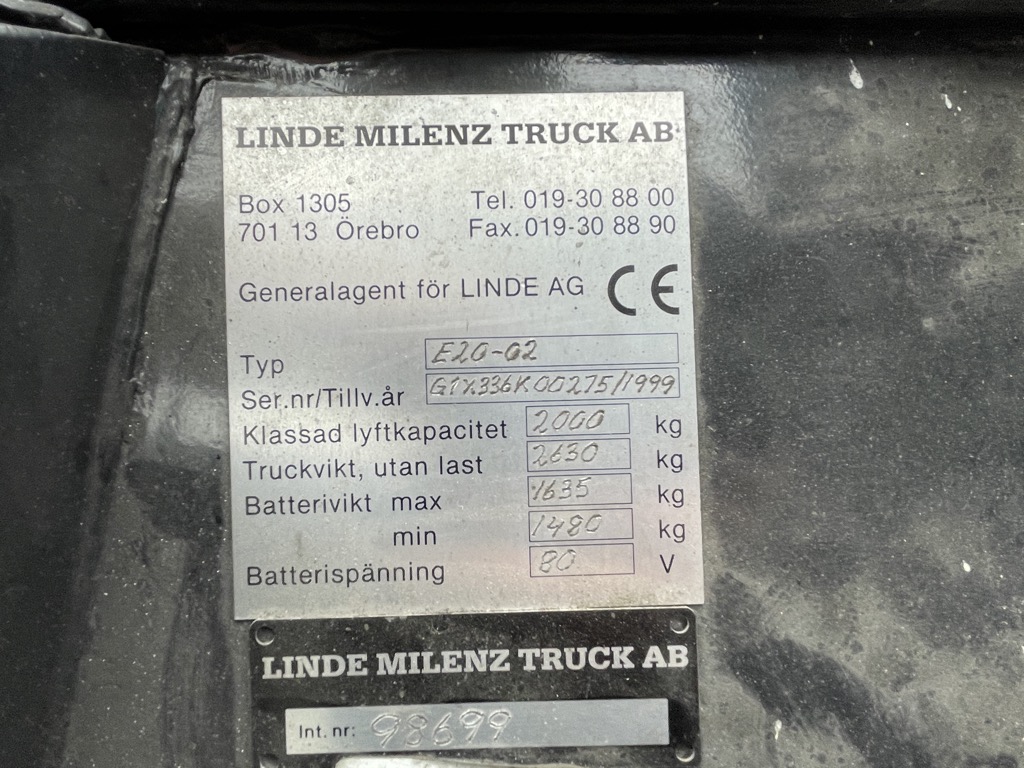 LINDE MILENZ TRUCK AB
Box 1305 Tel. 019-30 88 00
701 13 Örebro Fax. 019-30 88 90
Generalagent för LINDE AG CE
Typ E20-02
Ser.nr/Tillv.år G1X336K00275/1999
Klassad lyftkapacitet 2000 kg
Truckvikt, utan last 2630 kg
Batterivikt max 1635 kg
min 1480 kg
Batterispänning 80 V
LINDE MILENZ TRUCK AB
Int. nr: 98699